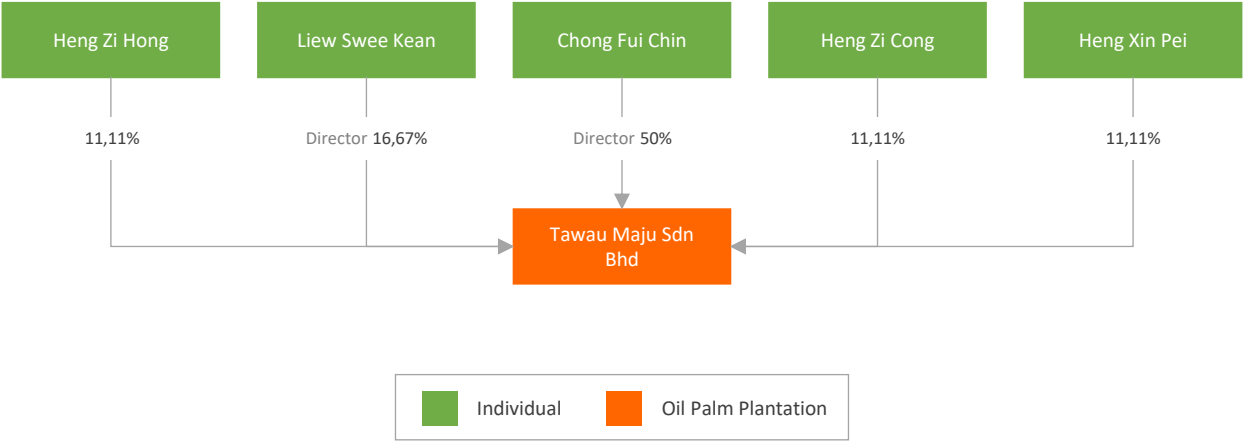 Heng Zi Hong
Liew Swee Kean
Chong Fui Chin
Heng Zi Cong
Heng Xin Pei
11,11%
Director 16,67%
Director 50%
11,11%
11,11%
Tawau Maju Sdn
Bhd
Individual
Oil Palm Plantation